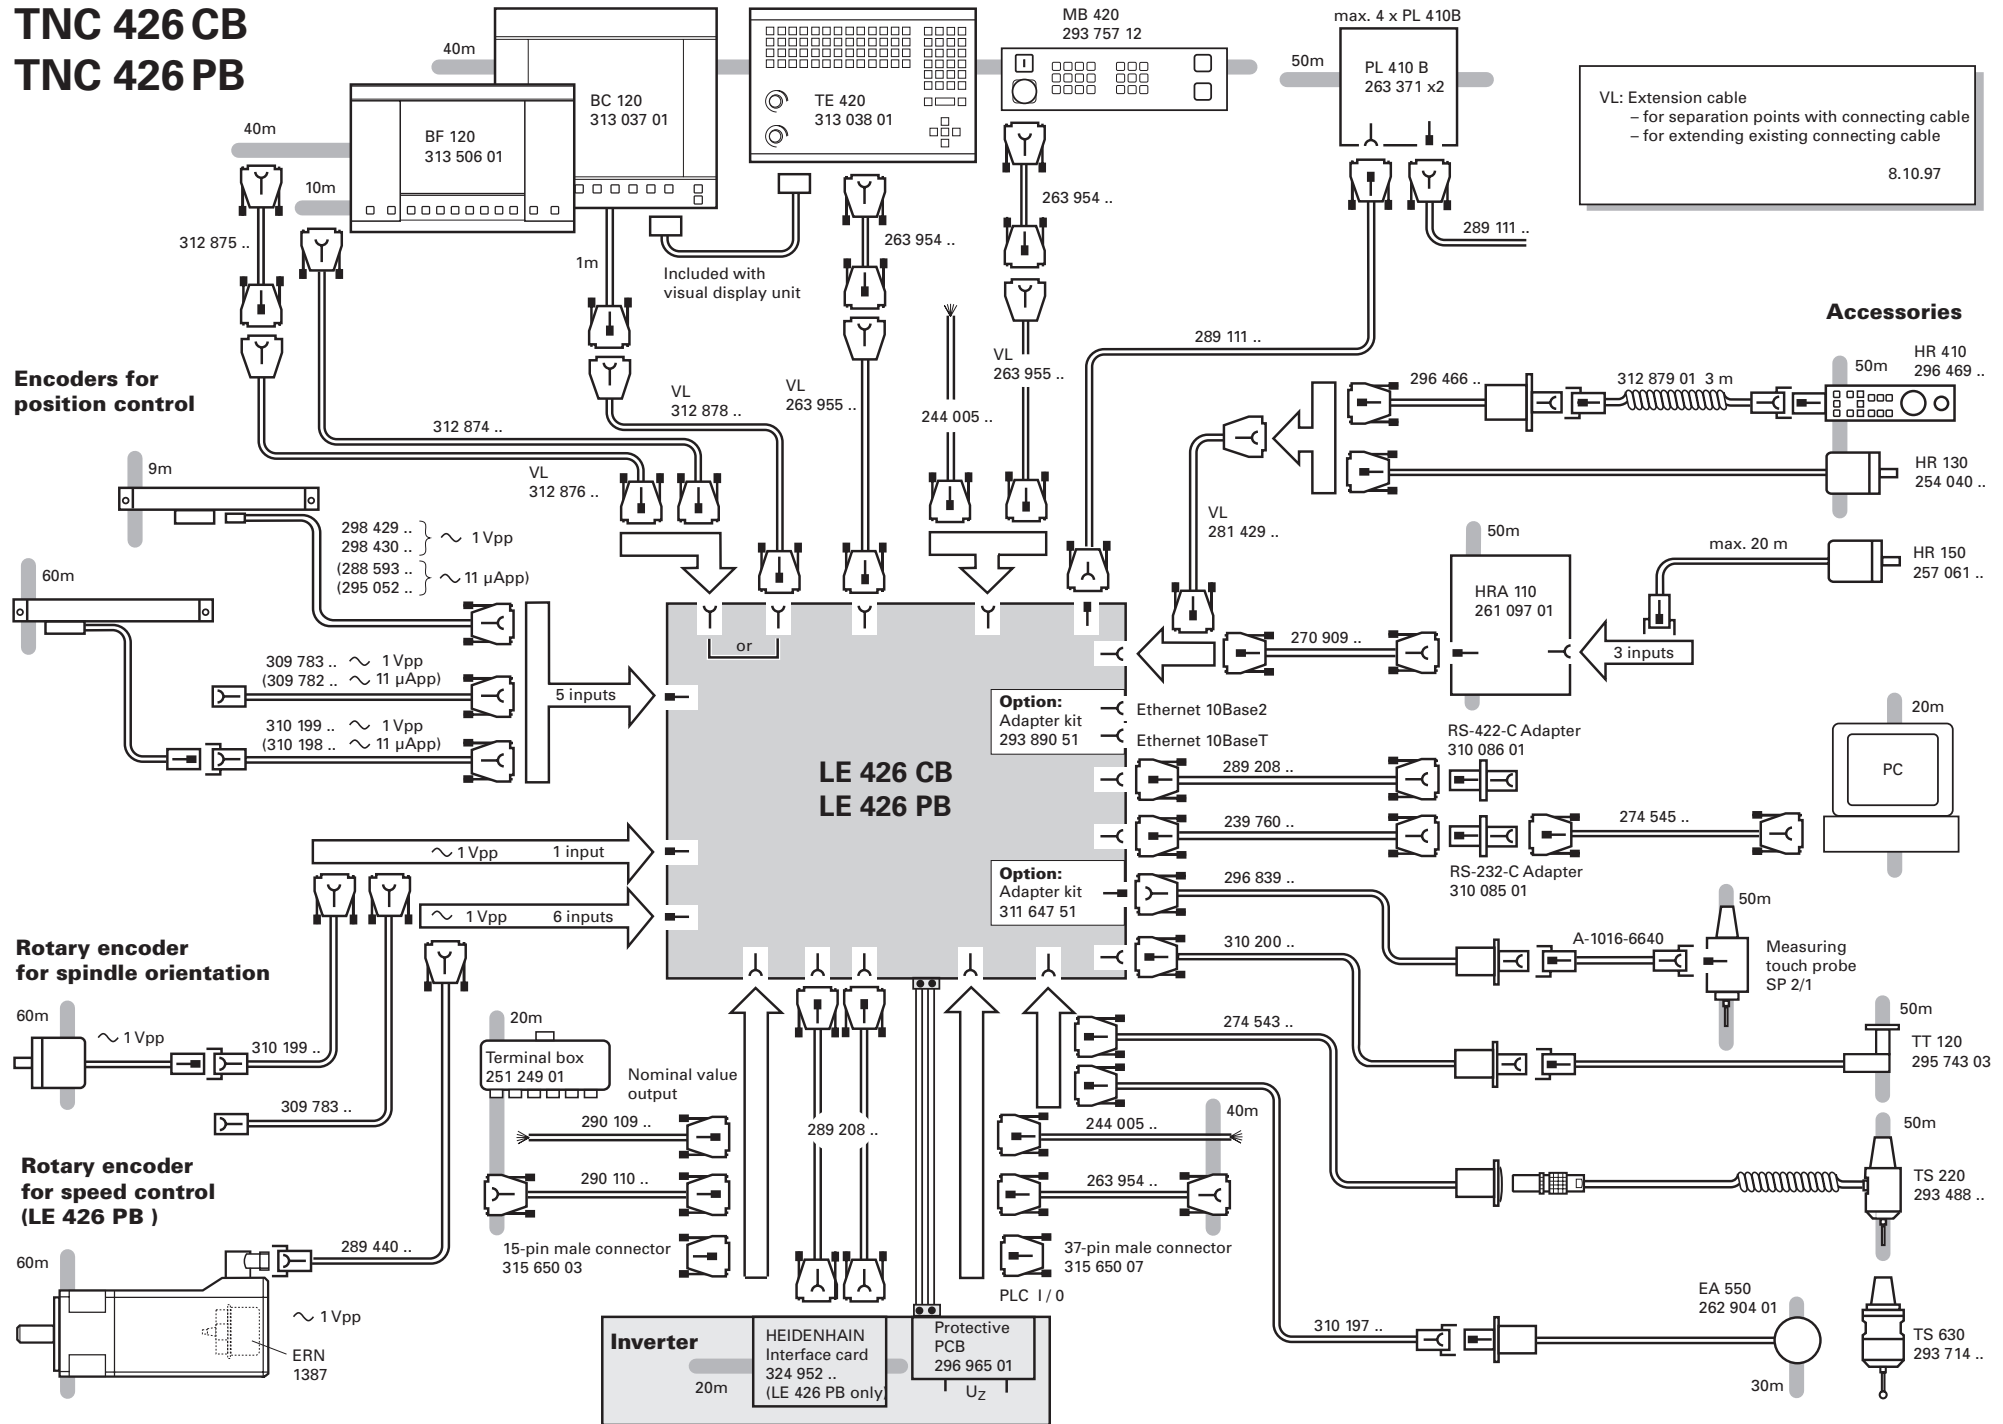 TNC 426 CB
TNC 426 PB
40m
BC 120
313 037 01
BF 120
313 506 01
40m
10m
TE 420
313 038 01
MB 420
293 757 12
max. 4 x PL 410B
50m
PL 410 B
263 371 x2
VL: Extension cable
– for separation points with connecting cable
– for extending existing connecting cable
8.10.97
312 875 ..
1m
Included with
visual display unit
263 954 ..
263 954 ..
289 111 ..
289 111 ..
VL
312 878 ..
VL
263 955 ..
244 005 ..
VL
263 955 ..
312 874 ..
VL
312 876 ..
Accessories
50m
HR 410
296 469 ..
296 466 ..
312 879 01 3 m
HR 130
254 040 ..
VL
281 429 ..
50m
HRA 110
261 097 01
max. 20 m
HR 150
257 061 ..
270 909 ..
3 inputs
Encoders for
position control
9m
60m
298 429 ..
298 430 ..
~ 1 Vpp
(288 593 ..
(295 052 ..
~ 11 µApp)
309 783 .. ~ 1 Vpp
(309 782 .. ~ 11 µApp)
310 199 .. ~ 1 Vpp
(310 198 .. ~ 11 µApp)
5 inputs
or
LE 426 CB
LE 426 PB
Option:
Adapter kit
293 890 51
Ethernet 10Base2
Ethernet 10BaseT
Option:
Adapter kit
311 647 51
289 208 ..
RS-422-C Adapter
310 086 01
20m
PC
239 760 ..
274 545 ..
RS-232-C Adapter
310 085 01
296 839 ..
50m
A-1016-6640
Measuring
touch probe
SP 2/1
310 200 ..
50m
TT 120
295 743 03
274 543 ..
50m
TS 220
293 488 ..
~ 1 Vpp 1 input
~ 1 Vpp 6 inputs
Rotary encoder
for spindle orientation
60m
~ 1 Vpp
310 199 ..
309 783 ..
Rotary encoder
for speed control
(LE 426 PB )
60m
289 440 ..
~ 1 Vpp
ERN
1387
20m
Terminal box
251 249 01
Nominal value
output
290 109 ..
290 110 ..
15-pin male connector
315 650 03
289 208 ..
244 005 ..
40m
263 954 ..
37-pin male connector
315 650 07
PLC I / 0
310 197 ..
EA 550
262 904 01
30m
TS 630
293 714 ..
Inverter
20m
HEIDENHAIN
Interface card
324 952 ..
(LE 426 PB only)
Protective
PCB
296 965 01
UZ